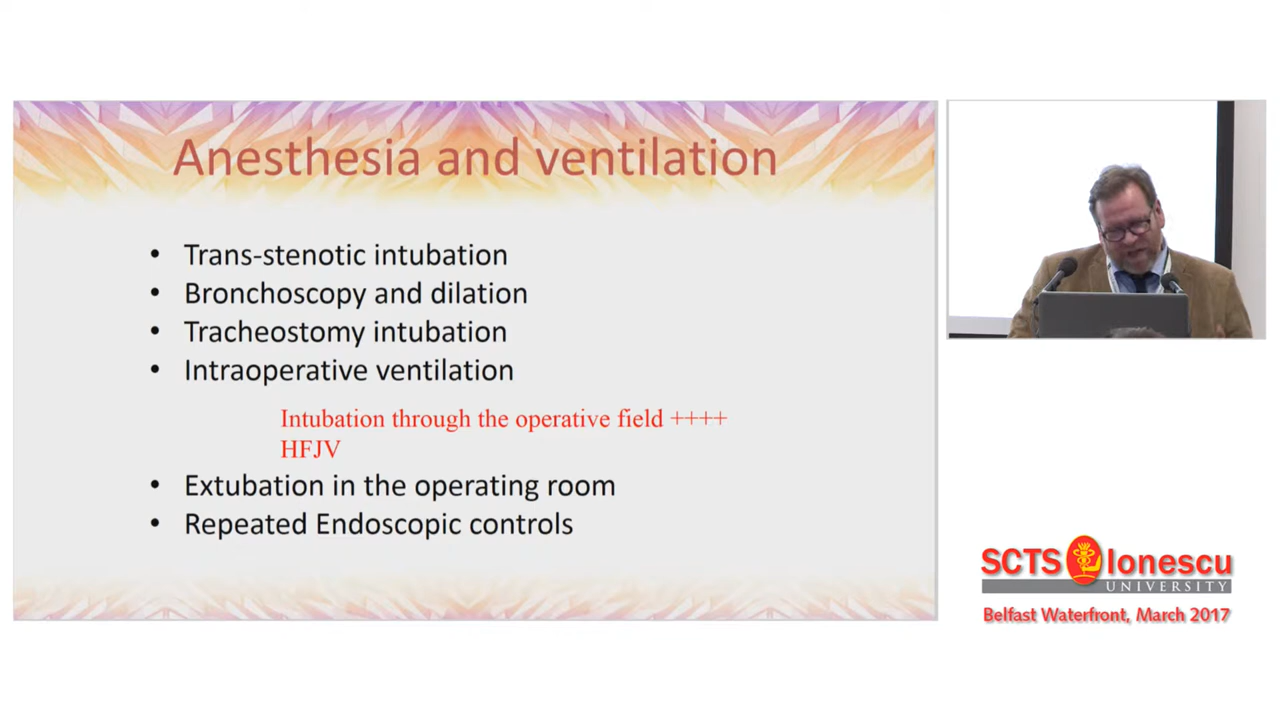 Anesthesia and ventilation
• Trans-stenotic intubation
• Bronchoscopy and dilation
• Tracheostomy intubation
• Intraoperative ventilation
Intubation through the operative field ++++
HFJV
• Extubation in the operating room
• Repeated Endoscopic controls
SCTS Ionescu
UNIVERSITY
Belfast Waterfront, March 2017